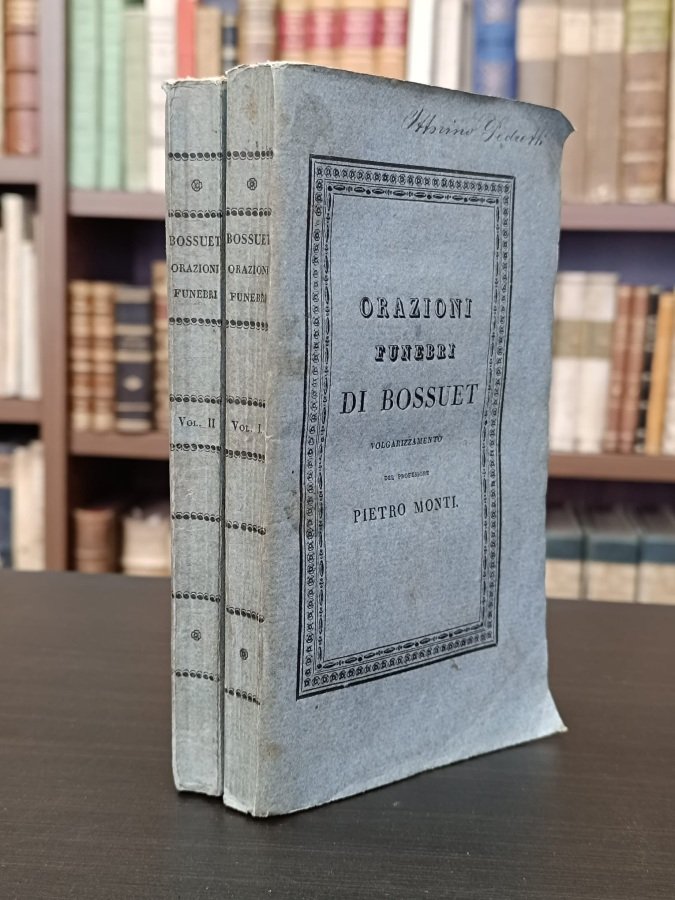 BOSSUET
ORAZIONI
FUNEBRI
VOL. II
BOSSUET
ORAZIONI
FUNEBRI
VOL. I
ORAZIONI
FUNEBRI
DI BOSSUET
VOLGARIZZAMENTO
DEL PROFESSORE
PIETRO MONTI.